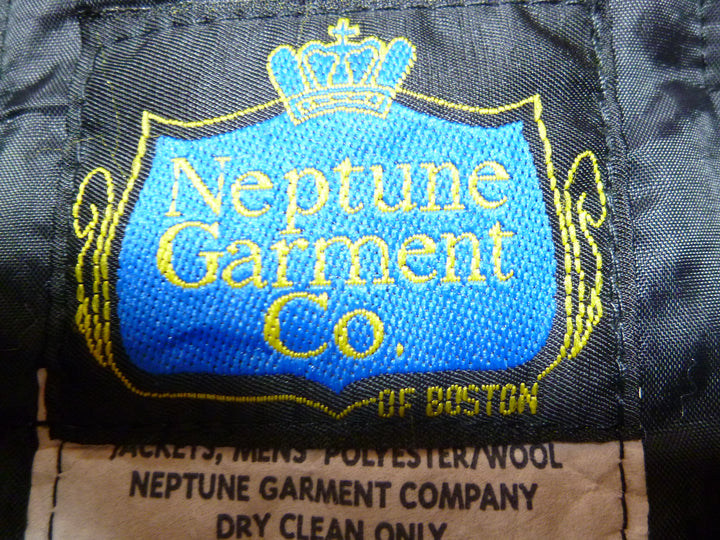 Neptune
Garment
Co.
OF BOSTON
JACKETS, MENS POLYESTER/WOOL
NEPTUNE GARMENT COMPANY
DRY CLEAN ONLY